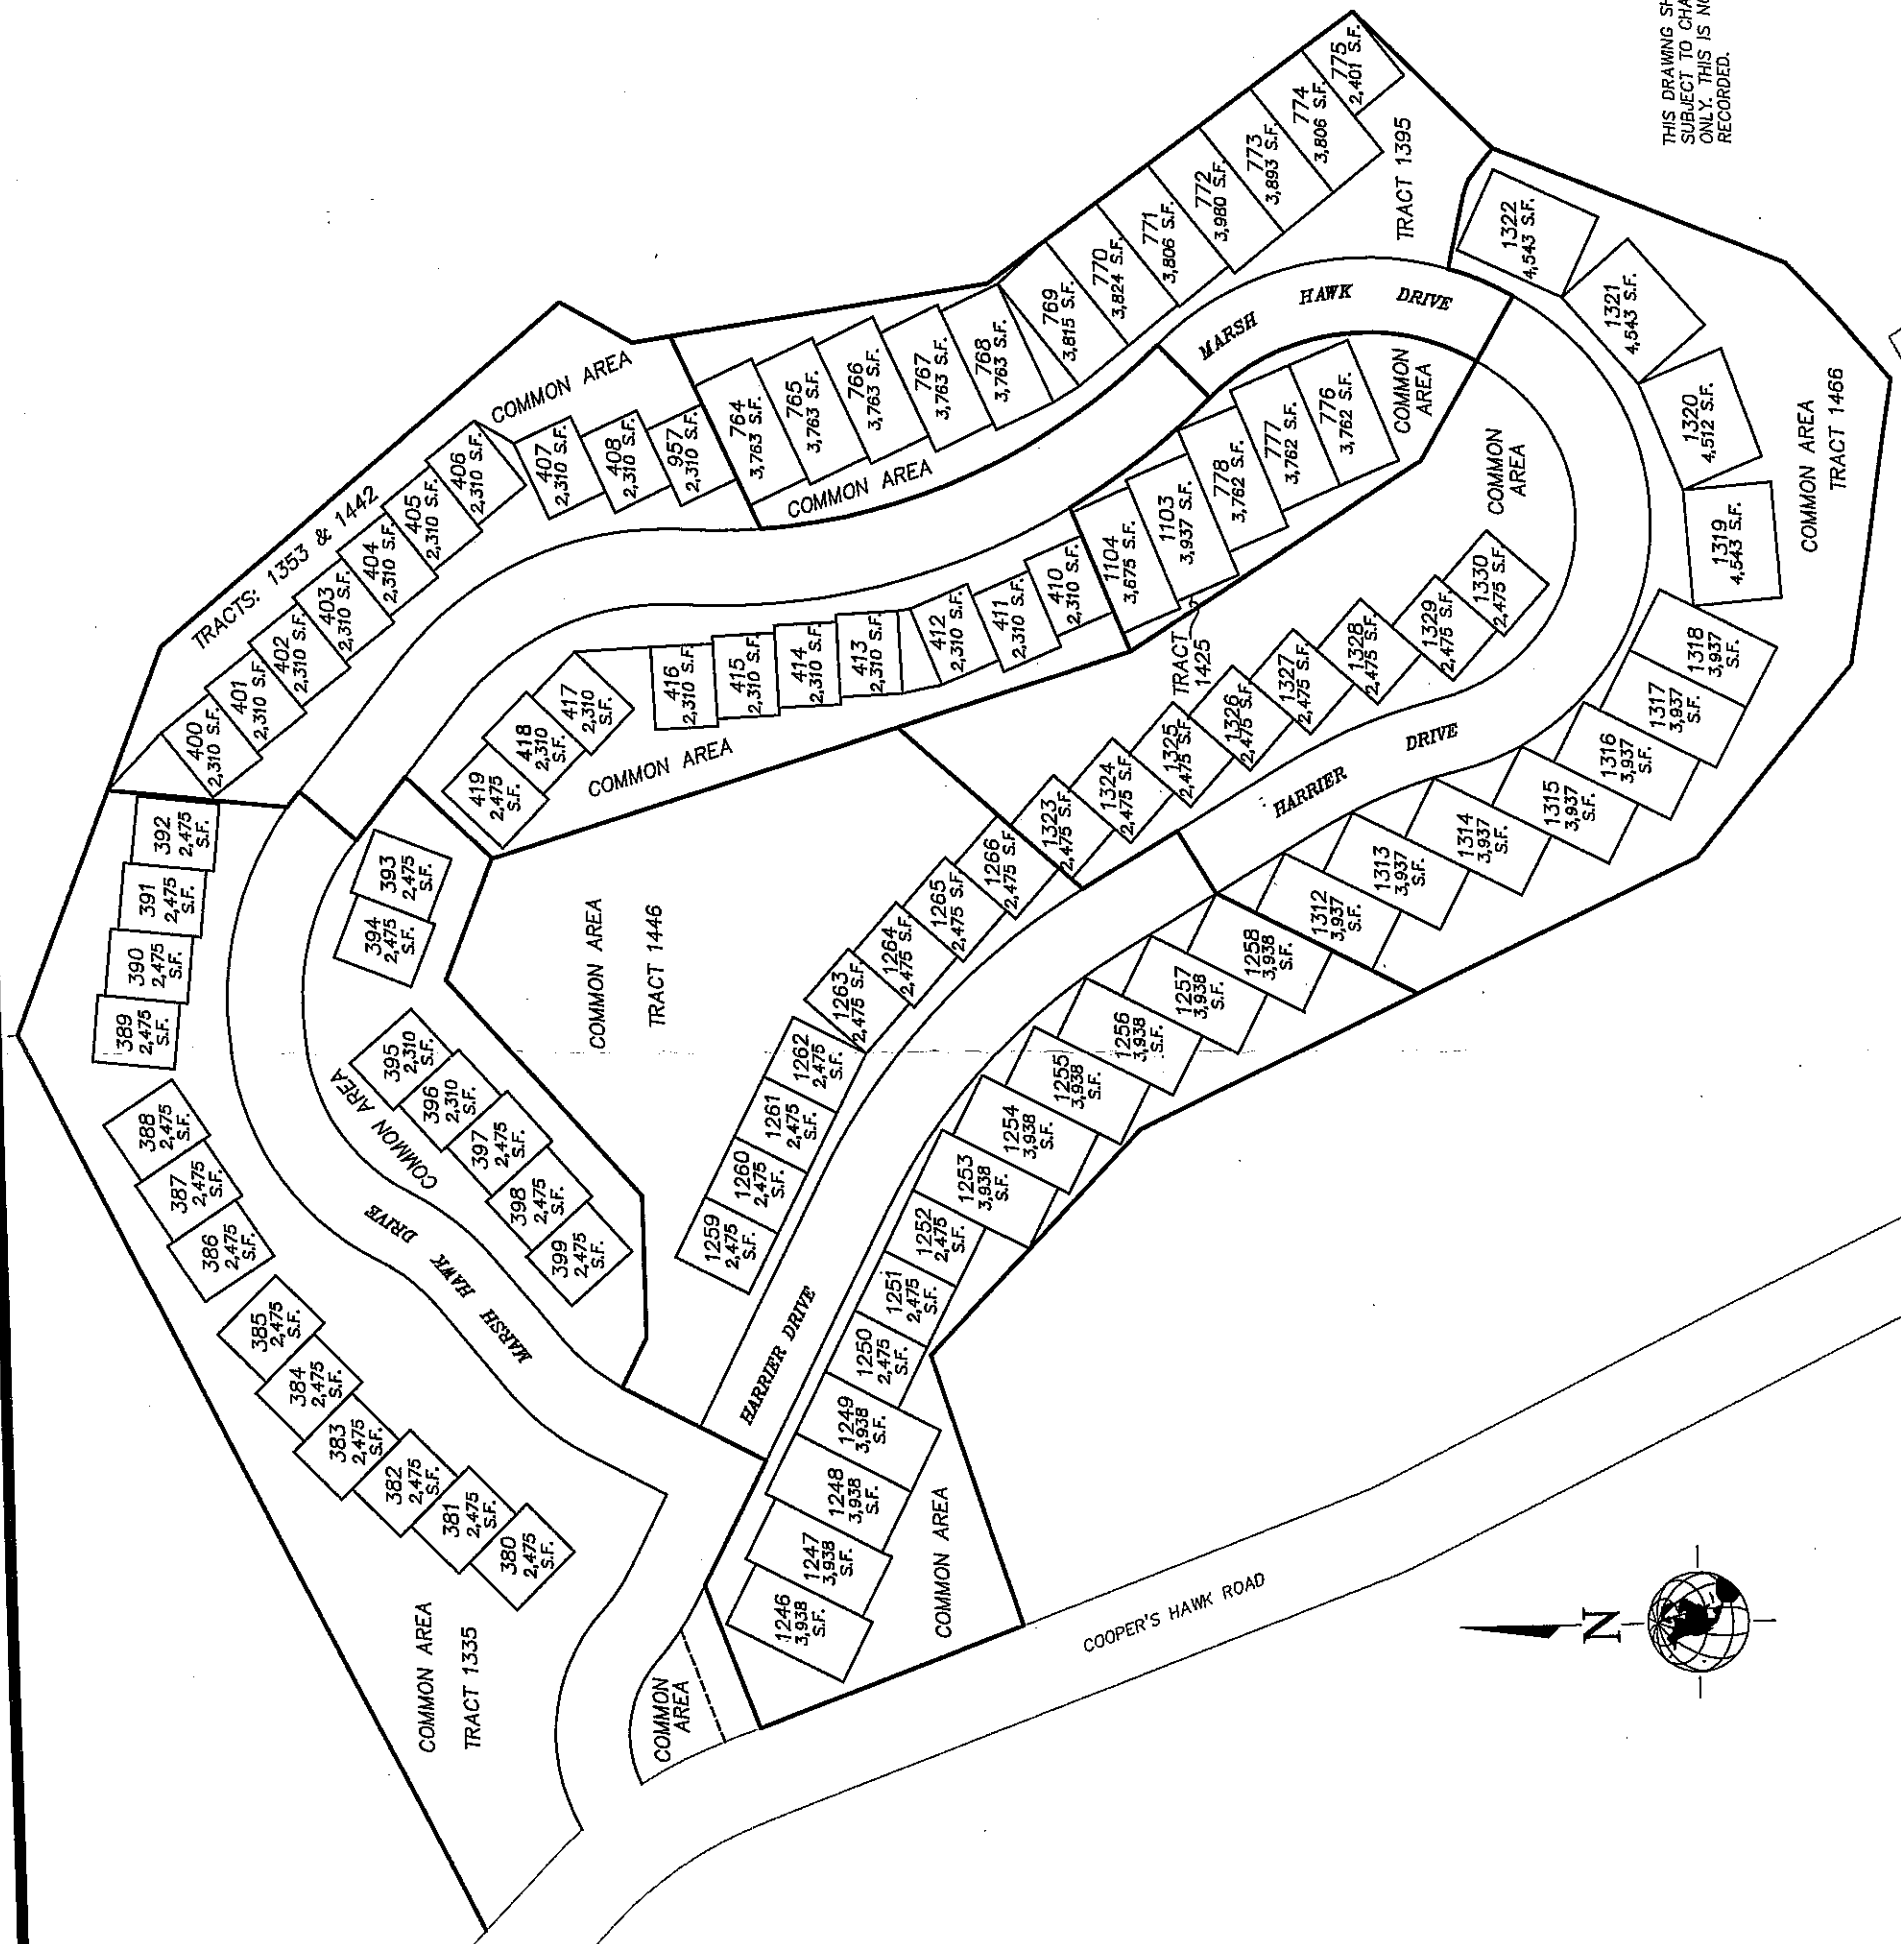 THIS DRAWING
SUBJECT TO
ONLY. THIS IS
RECORDED.
TRACTS: 1353 & 1442
COMMON AREA
400
2,310 S.F.
401
2,310 S.F.
402
2,310 S.F.
403
2,310 S.F.
404
2,310 S.F.
405
2,310 S.F.
406
2,310 S.F.
407
2,310 S.F.
408
2,310 S.F.
957
2,310 S.F.
764
3,763 S.F.
765
3,763 S.F.
766
3,763 S.F.
767
3,763 S.F.
768
3,763 S.F.
769
3,815 S.F.
770
3,824 S.F.
771
3,806 S.F.
772
3,980 S.F.
773
3,893 S.F.
774
3,806 S.F.
775
2,401 S.F.
TRACT 1395
COMMON AREA
MARSH HAWK DRIVE
COMMON
AREA
776
3,762 S.F.
777
3,762 S.F.
778
3,762 S.F.
1103
3,937 S.F.
1104
3,675 S.F.
TRACT
1425
410
2,310 S.F.
411
2,310 S.F.
412
2,310 S.F.
413
2,310 S.F.
414
2,310 S.F.
415
2,310 S.F.
416
2,310 S.F.
417
2,310
S.F.
418
2,310
S.F.
419
2,475
S.F.
COMMON AREA
392
2,475
S.F.
391
2,475
S.F.
390
2,475
S.F.
389
2,475
S.F.
388
2,475
S.F.
387
2,475
S.F.
386
2,475
S.F.
385
2,475
S.F.
384
2,475
S.F.
383
2,475
S.F.
382
2,475
S.F.
381
2,475
S.F.
380
2,475
S.F.
393
2,475
S.F.
394
2,475
S.F.
395
2,310
S.F.
396
2,310
S.F.
397
2,475
S.F.
398
2,475
S.F.
399
2,475
S.F.
COMMON AREA
MARSH HAWK DRIVE
COMMON AREA
TRACT 1335
COMMON
AREA
COMMON AREA
TRACT 1446
1259
2,475
S.F.
1260
2,475
S.F.
1261
2,475
S.F.
1262
2,475
S.F.
1263
2,475 S.F.
1264
2,475 S.F.
1265
2,475 S.F.
1266
2,475 S.F.
1323
2,475 S.F.
1324
2,475 S.F.
1325
2,475 S.F.
1326
2,475 S.F.
1327
2,475 S.F.
1328
2,475 S.F.
1329
2,475 S.F.
1330
2,475 S.F.
COMMON
AREA
1322
4,543 S.F.
1321
4,543 S.F.
1320
4,512 S.F.
1319
4,543 S.F.
COMMON AREA
TRACT 1466
1318
3,937
S.F.
1317
3,937
S.F.
1316
3,937
S.F.
1315
3,937
S.F.
1314
3,937
S.F.
1313
3,937
S.F.
1312
3,937
S.F.
HARRIER DRIVE
1258
3,938
S.F.
1257
3,938
S.F.
1256
3,938
S.F.
1255
3,938
S.F.
1254
3,938
S.F.
1253
3,938
S.F.
1252
2,475
S.F.
1251
2,475
S.F.
1250
2,475
S.F.
1249
3,938
S.F.
1248
3,938
S.F.
1247
3,938
S.F.
1246
3,938
S.F.
HARRIER DRIVE
COMMON AREA
COOPER'S HAWK ROAD
N